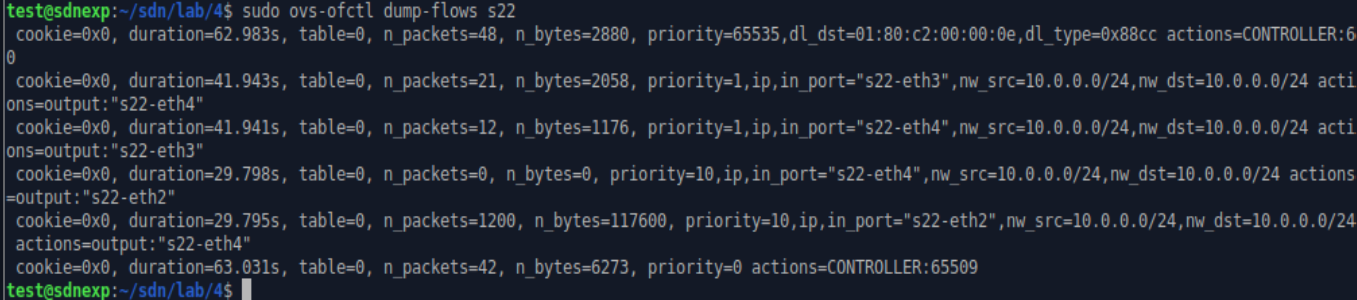 test@sdnexp:~/sdn/lab/4$ sudo ovs-ofctl dump-flows s22
 cookie=0x0, duration=62.983s, table=0, n_packets=48, n_bytes=2880, priority=65535,dl_dst=01:80:c2:00:00:0e,dl_type=0x88cc actions=CONTROLLER:6
0
 cookie=0x0, duration=41.943s, table=0, n_packets=21, n_bytes=2058, priority=1,ip,in_port="s22-eth3",nw_src=10.0.0.0/24,nw_dst=10.0.0.0/24 acti
ons=output:"s22-eth4"
 cookie=0x0, duration=41.941s, table=0, n_packets=12, n_bytes=1176, priority=1,ip,in_port="s22-eth4",nw_src=10.0.0.0/24,nw_dst=10.0.0.0/24 acti
ons=output:"s22-eth3"
 cookie=0x0, duration=29.798s, table=0, n_packets=0, n_bytes=0, priority=10,ip,in_port="s22-eth4",nw_src=10.0.0.0/24,nw_dst=10.0.0.0/24 actions
=output:"s22-eth2"
 cookie=0x0, duration=29.795s, table=0, n_packets=1200, n_bytes=117600, priority=10,ip,in_port="s22-eth2",nw_src=10.0.0.0/24,nw_dst=10.0.0.0/24
 actions=output:"s22-eth4"
 cookie=0x0, duration=63.031s, table=0, n_packets=42, n_bytes=6273, priority=0 actions=CONTROLLER:65509
test@sdnexp:~/sdn/lab/4$